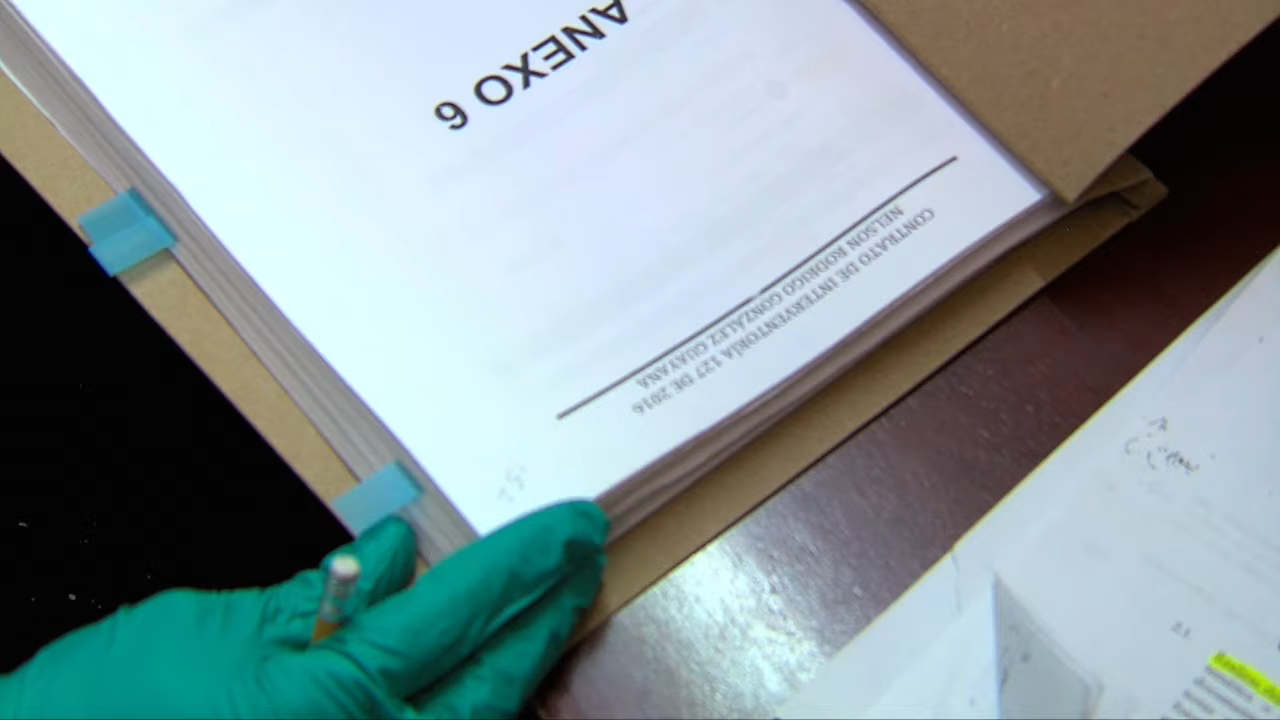 ANEXO 6
NELSON RODRIGO GONZÁLEZ GUAYANA
CONTRATO DE INTERVENTORÍA 127 DE 2016